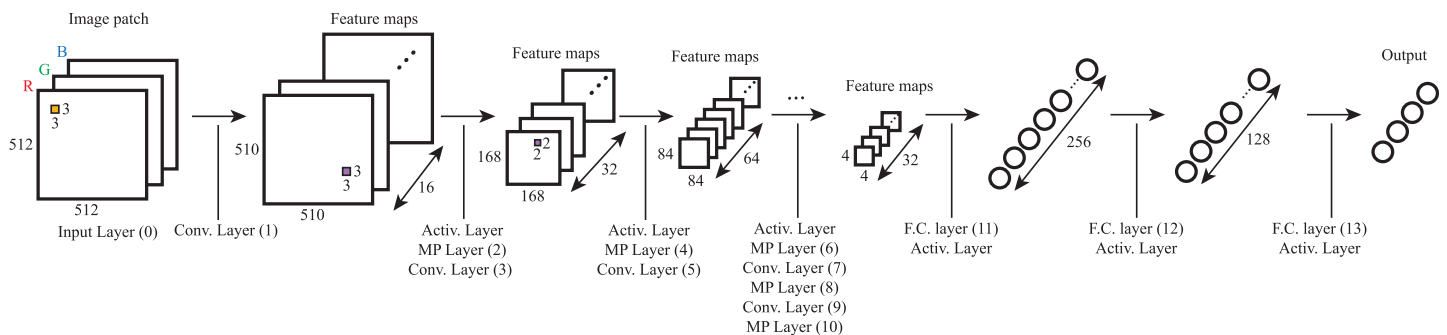 Image patch
Feature maps
Feature maps
Feature maps
Feature maps
Output
R
G
B
3
3
512
512
510
510
3
3
16
168
168
2
2
32
84
84
64
...
4
4
32
256
128
Input Layer (0)
Conv. Layer (1)
Activ. Layer
MP Layer (2)
Conv. Layer (3)
Activ. Layer
MP Layer (4)
Conv. Layer (5)
Activ. Layer
MP Layer (6)
Conv. Layer (7)
MP Layer (8)
Conv. Layer (9)
MP Layer (10)
F.C. layer (11)
Activ. Layer
F.C. layer (12)
Activ. Layer
F.C. layer (13)
Activ. Layer